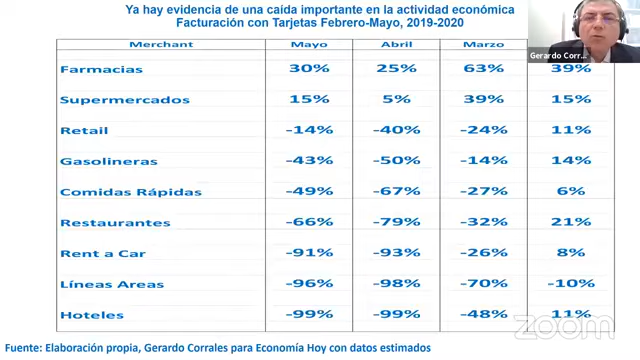 Ya hay evidencia de una caída importante en la actividad económica
Facturación con Tarjetas Febrero-Mayo, 2019-2020
Merchant Mayo Abril Marzo
Gerardo Corr...
Farmacias 30% 25% 63% 39%
Supermercados 15% 5% 39% 15%
Retail -14% -40% -24% 11%
Gasolineras -43% -50% -14% 14%
Comidas Rápidas -49% -67% -27% 6%
Restaurantes -66% -79% -32% 21%
Rent a Car -91% -93% -26% 8%
Líneas Areas -96% -98% -70% -10%
Hoteles -99% -99% -48% 11%
zoom
Fuente: Elaboración propia, Gerardo Corrales para Economía Hoy con datos estimados